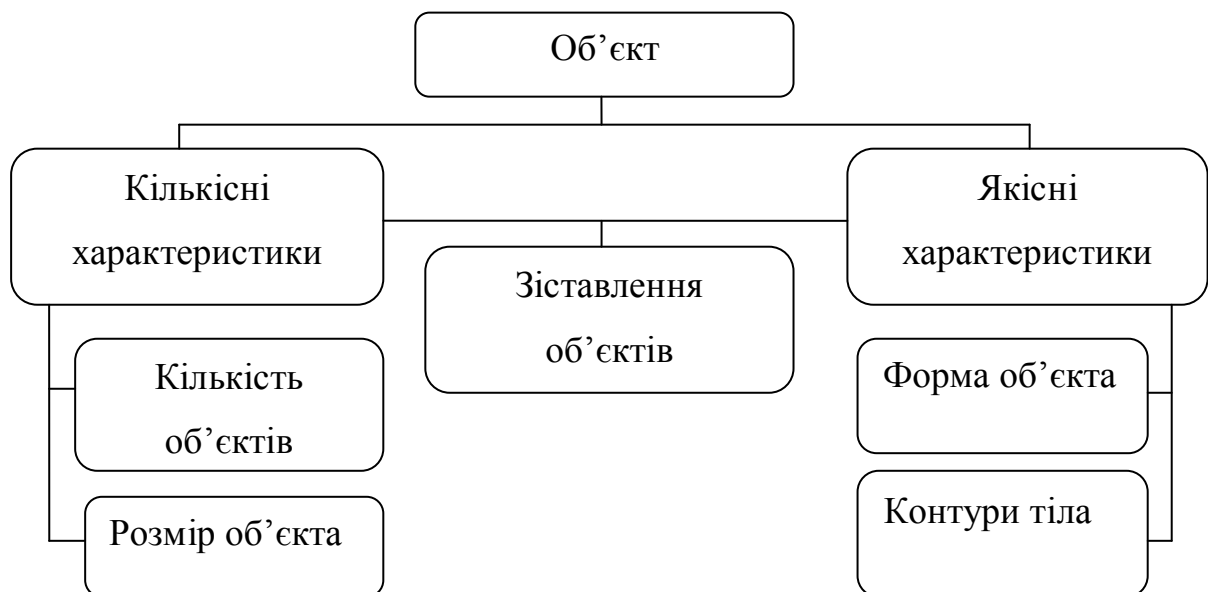 Об’єкт
Кількісні
характеристики
Якісні
характеристики
Зіставлення
об’єктів
Кількість
об’єктів
Форма об’єкта
Розмір об’єкта
Контури тіла